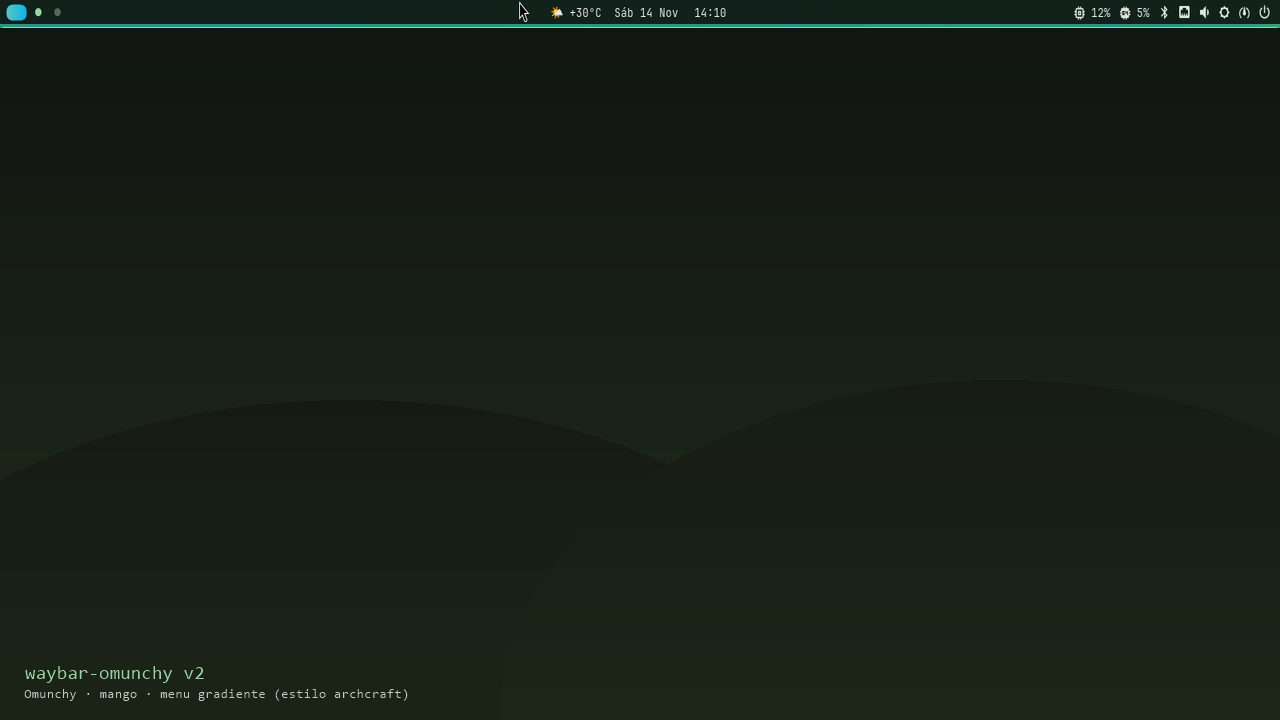 +30°C Sáb 14 Nov 14:10 12% 5%
waybar-omunchy v2
Omunchy · mango · menu gradiente (estilo archcraft)